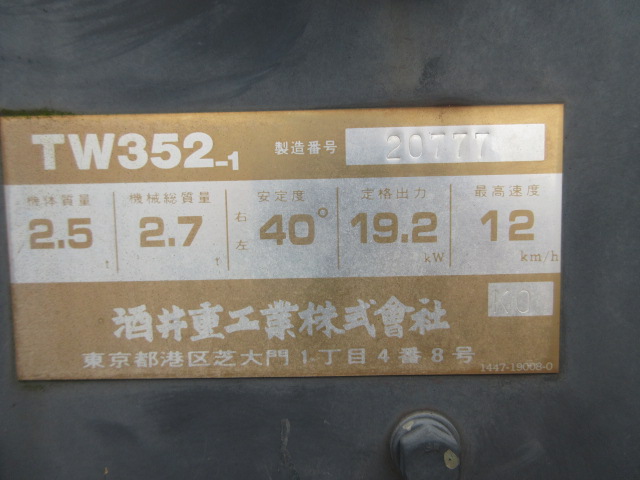 TW352-1 製造番号 20777
機体質量 機械総質量 安定度 定格出力 最高速度
2.5 t 2.7 t 右左 40° 19.2 kW 12 km/h
KO
酒井重工業株式會社
東京都港区芝大門1丁目4番8号
1447-19008-0